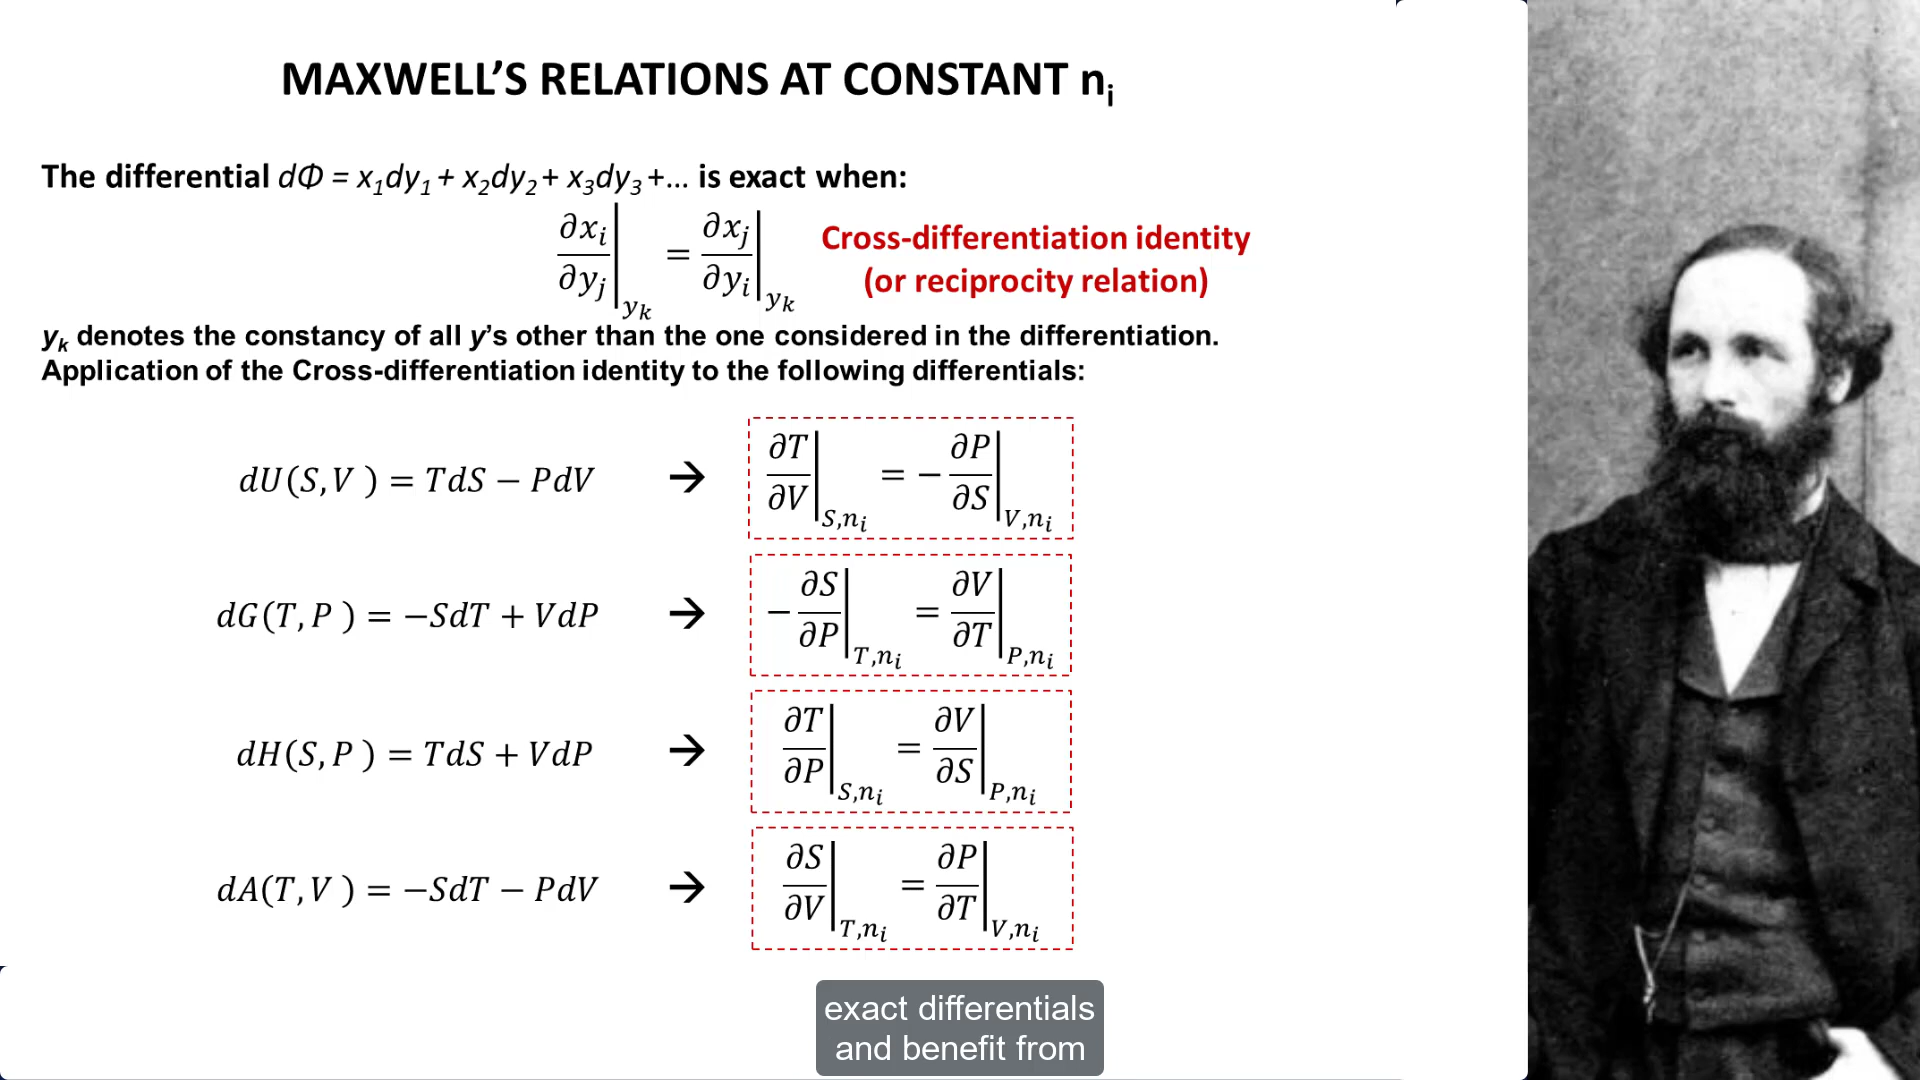 MAXWELL'S RELATIONS AT CONSTANT nᵢ
The differential dΦ = x₁dy₁ + x₂dy₂ + x₃dy₃ +... is exact when:
∂xᵢ/∂yⱼ|yₖ = ∂xⱼ/∂yᵢ|yₖ
Cross-differentiation identity
(or reciprocity relation)
yₖ denotes the constancy of all y's other than the one considered in the differentiation.
Application of the Cross-differentiation identity to the following differentials:
dU(S,V ) = TdS − PdV → ∂T/∂V|S,nᵢ = − ∂P/∂S|V,nᵢ
dG(T,P ) = −SdT + VdP → − ∂S/∂P|T,nᵢ = ∂V/∂T|P,nᵢ
dH(S,P ) = TdS + VdP → ∂T/∂P|S,nᵢ = ∂V/∂S|P,nᵢ
dA(T,V ) = −SdT − PdV → ∂S/∂V|T,nᵢ = ∂P/∂T|V,nᵢ
exact differentials
and benefit from